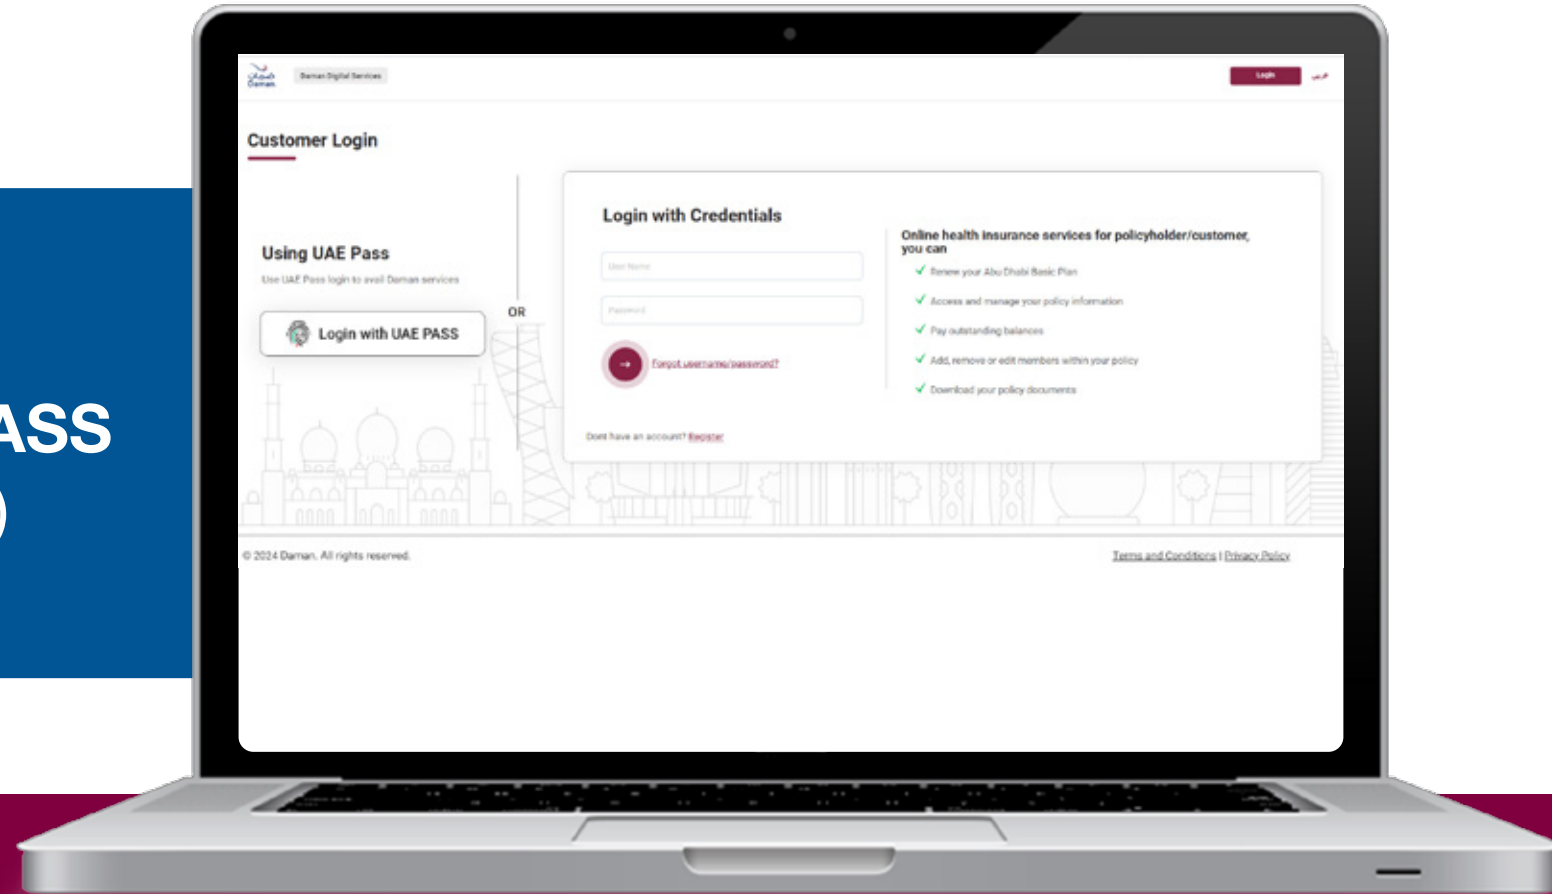 ASS
)
ضمان
Daman.
Daman Digital Services
Login
عربي
Customer Login
Using UAE Pass
Use UAE Pass login to avail Daman services
Login with UAE PASS
OR
Login with Credentials
User Name
Password
→
Forgot username/password?
Dont have an account? Register
Online health insurance services for policyholder/customer,
you can
Renew your Abu Dhabi Basic Plan
Access and manage your policy information
Pay outstanding balances
Add, remove or edit members within your policy
Download your policy documents
© 2024 Daman. All rights reserved.
Terms and Conditions | Privacy Policy